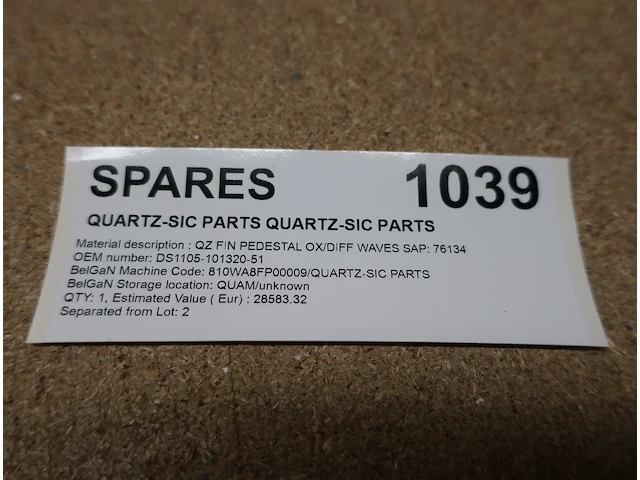 SPARES 1039
QUARTZ-SIC PARTS QUARTZ-SIC PARTS
Material description : QZ FIN PEDESTAL OX/DIFF WAVES SAP: 76134
OEM number: DS1105-101320-51
BelGaN Machine Code: 810WA8FP00009/QUARTZ-SIC PARTS
BelGaN Storage location: QUAM/unknown
QTY: 1, Estimated Value ( Eur) : 28583.32
Separated from Lot: 2